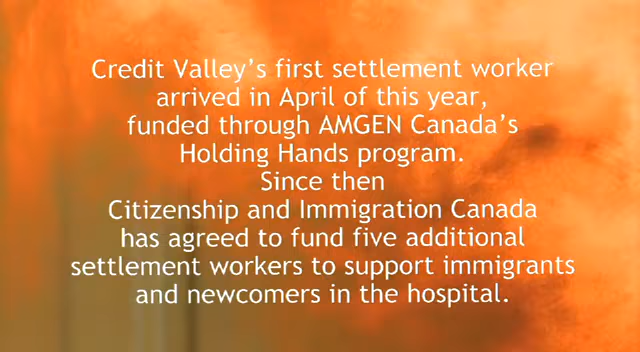 Credit Valley's first settlement worker
arrived in April of this year,
funded through AMGEN Canada's
Holding Hands program.
Since then
Citizenship and Immigration Canada
has agreed to fund five additional
settlement workers to support immigrants
and newcomers in the hospital.